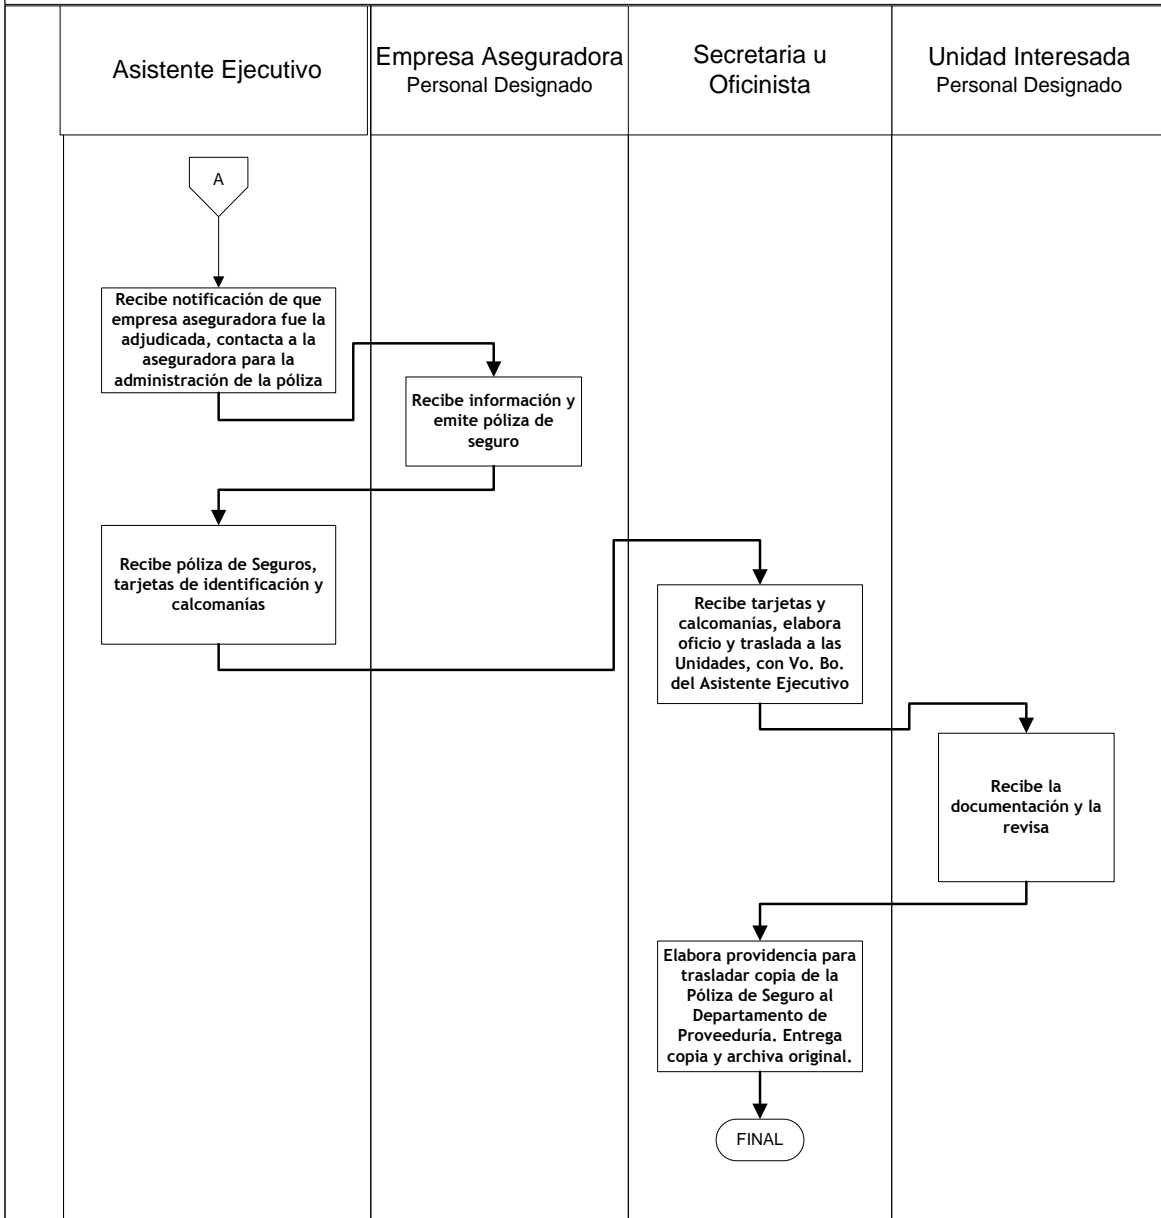 Asistente Ejecutivo
Empresa Aseguradora
Personal Designado
Secretaria u
Oficinista
Unidad Interesada
Personal Designado
A
Recibe notificación de que
empresa aseguradora fue la
adjudicada, contacta a la
aseguradora para la
administración de la póliza
Recibe información y
emite póliza de
seguro
Recibe póliza de Seguros,
tarjetas de identificación y
calcomanías
Recibe tarjetas y
calcomanías, elabora
oficio y traslada a las
Unidades, con Vo. Bo.
del Asistente Ejecutivo
Recibe la
documentación y la
revisa
Elabora providencia para
trasladar copia de la
Póliza de Seguro al
Departamento de
Proveeduría. Entrega
copia y archiva original.
FINAL